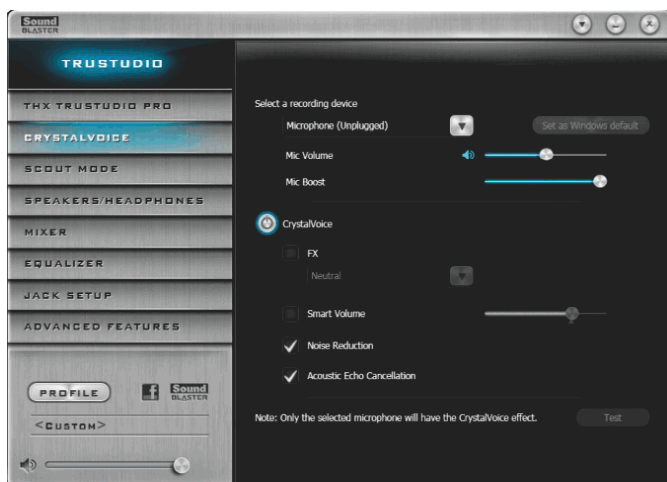 Sound
BLASTER
TRUSTUDIO
THX TRUSTUDIO PRO
CRYSTALVOICE
SCOUT MODE
SPEAKERS/HEADPHONES
MIXER
EQUALIZER
JACK SETUP
ADVANCED FEATURES
PROFILE
f
Sound
BLASTER
<CUSTOM>
Select a recording device
Microphone (Unplugged)
Set as Windows default
Mic Volume
Mic Boost
CrystalVoice
FX
Neutral
Smart Volume
Noise Reduction
Acoustic Echo Cancellation
Note: Only the selected microphone will have the CrystalVoice effect.
Test